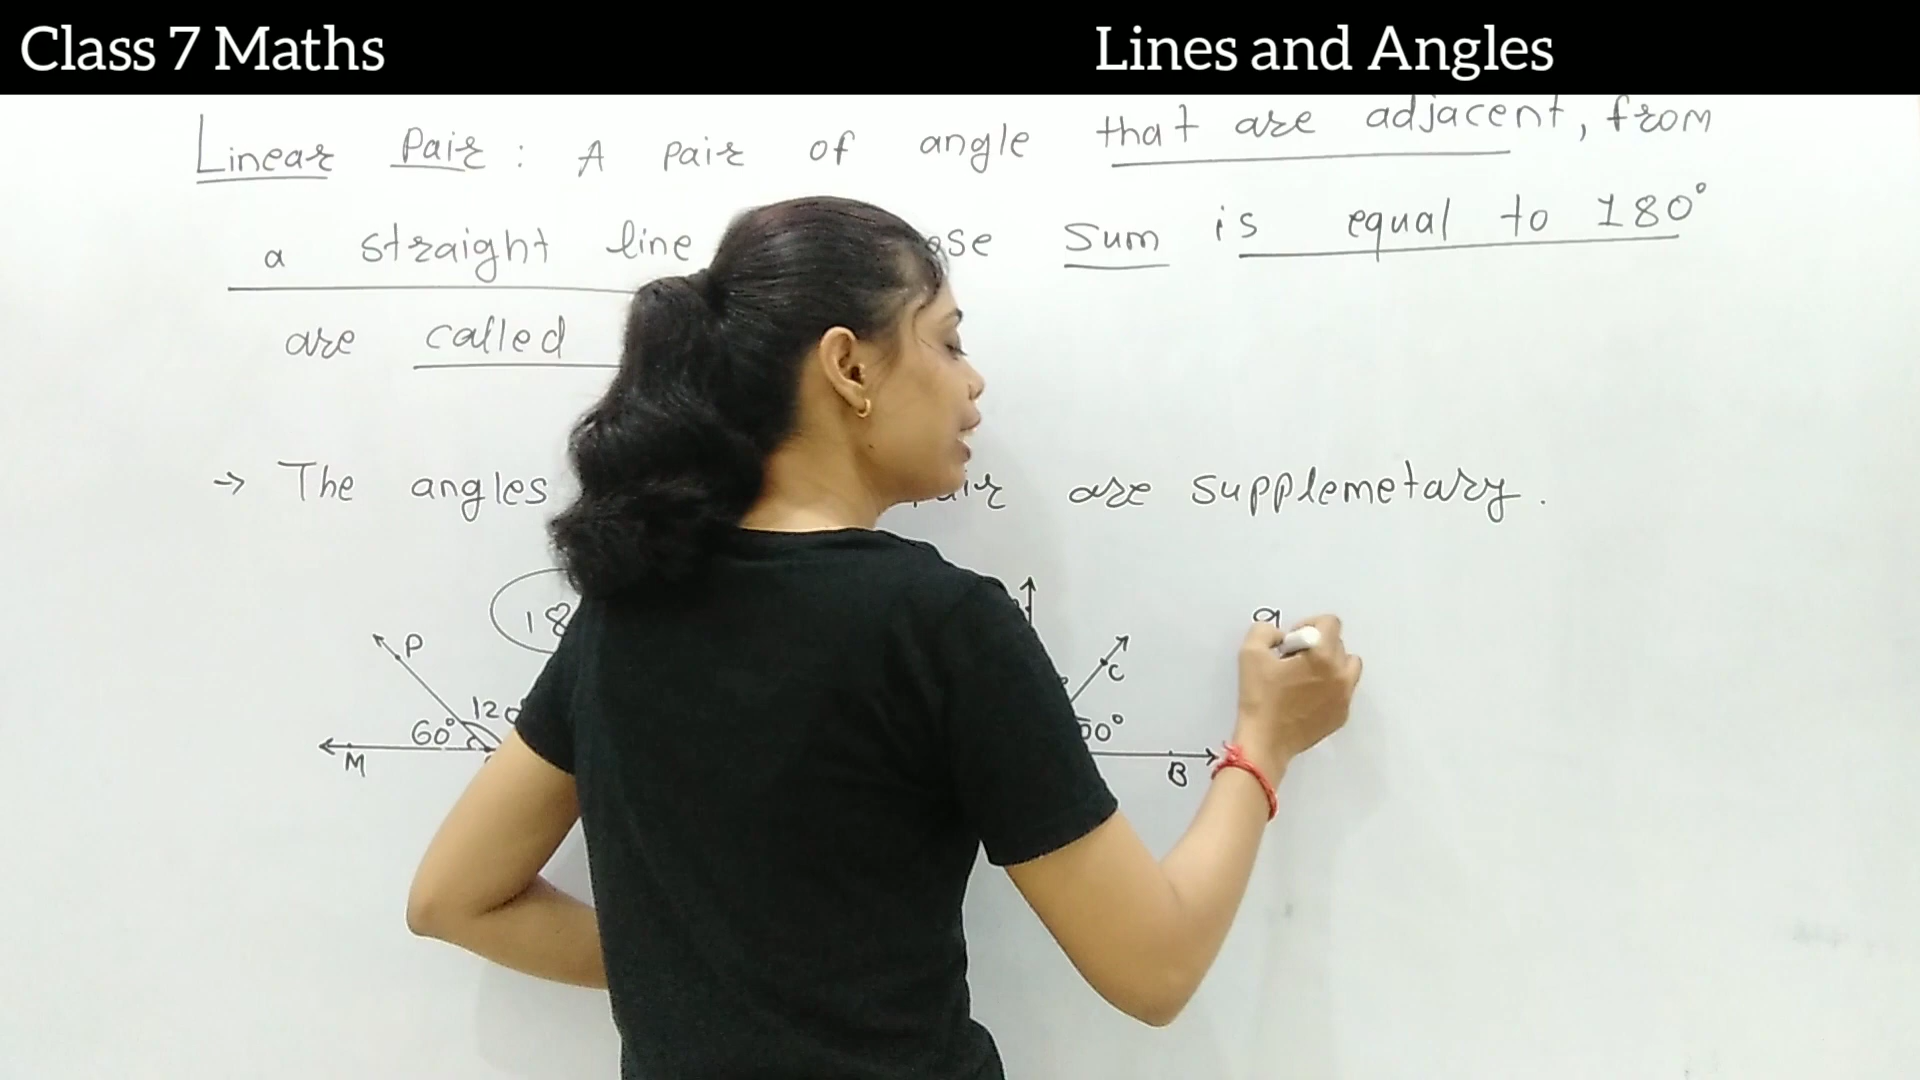 Class 7 Maths
Lines and Angles
Linear Pair : A pair of angle that are adjacent, from
a straight line sum is equal to 180°
are called
→ The angles are supplemetary.
P
60°
M
C
B